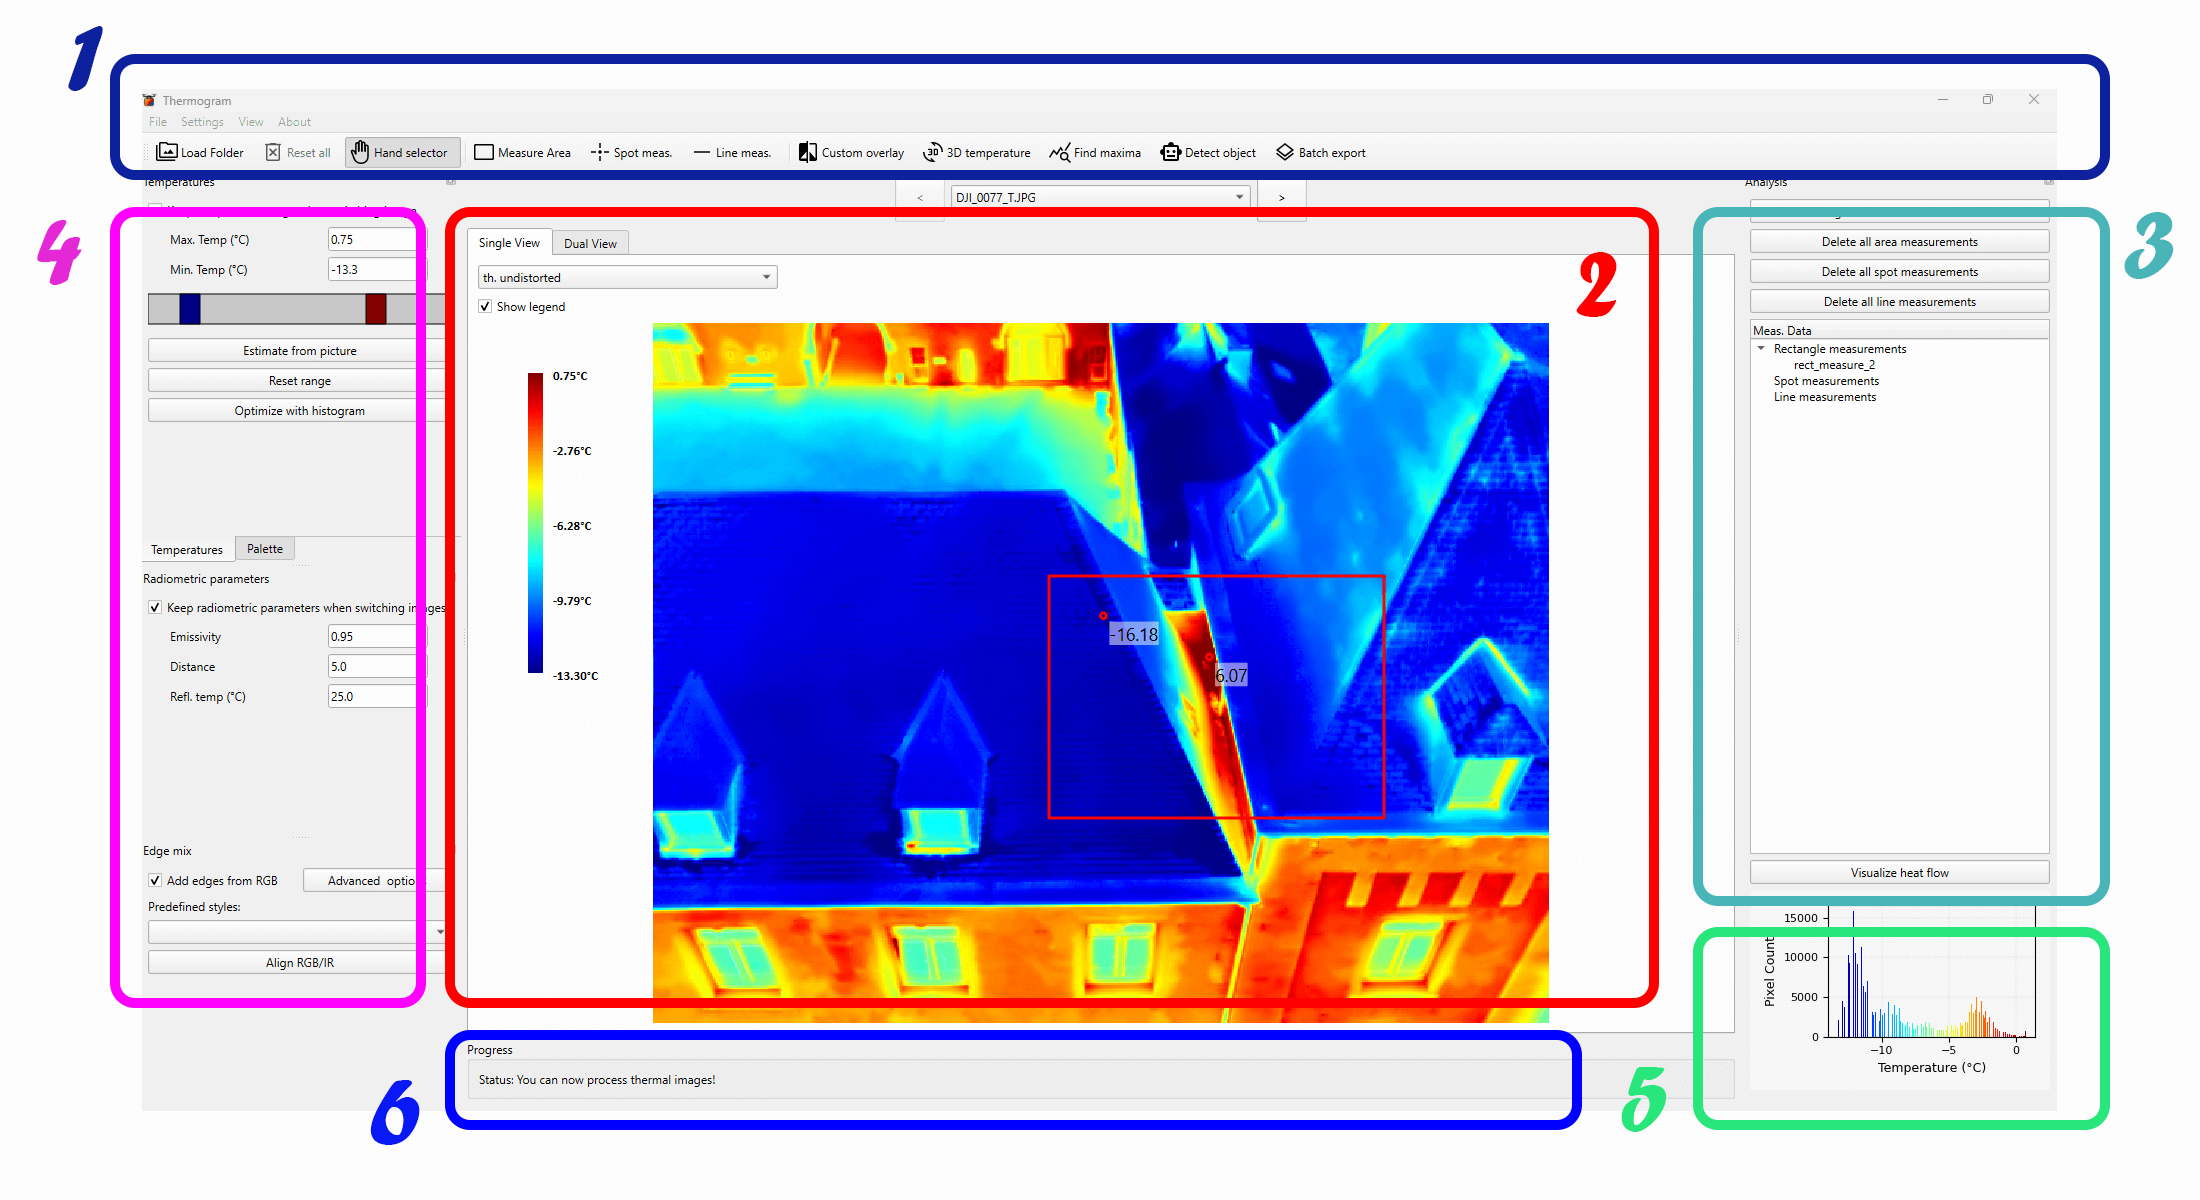 1
Thermogram
File Settings View About
Load Folder Reset all Hand selector Measure Area Spot meas. Line meas. Custom overlay 3D temperature Find maxima Detect object Batch export
4
Temperatures
Max. Temp (°C) 0.75
Min. Temp (°C) -13.3
Estimate from picture
Reset range
Optimize with histogram
Temperatures Palette
Radiometric parameters
Keep radiometric parameters when switching images
Emissivity 0.95
Distance 5.0
Refl. temp (°C) 25.0
Edge mix
Add edges from RGB Advanced optio
Predefined styles:
Align RGB/IR
< DJI_0077_T.JPG >
2
Single View Dual View
th. undistorted
Show legend
0.75°C
-2.76°C
-6.28°C
-9.79°C
-13.30°C
-16.18
6.07
3
Analysis
Delete all area measurements
Delete all spot measurements
Delete all line measurements
Meas. Data
Rectangle measurements
rect_measure_2
Spot measurements
Line measurements
Visualize heat flow
5
15000
10000
5000
0
Pixel Count
−10 −5 0
Temperature (°C)
6
Progress
Status: You can now process thermal images!